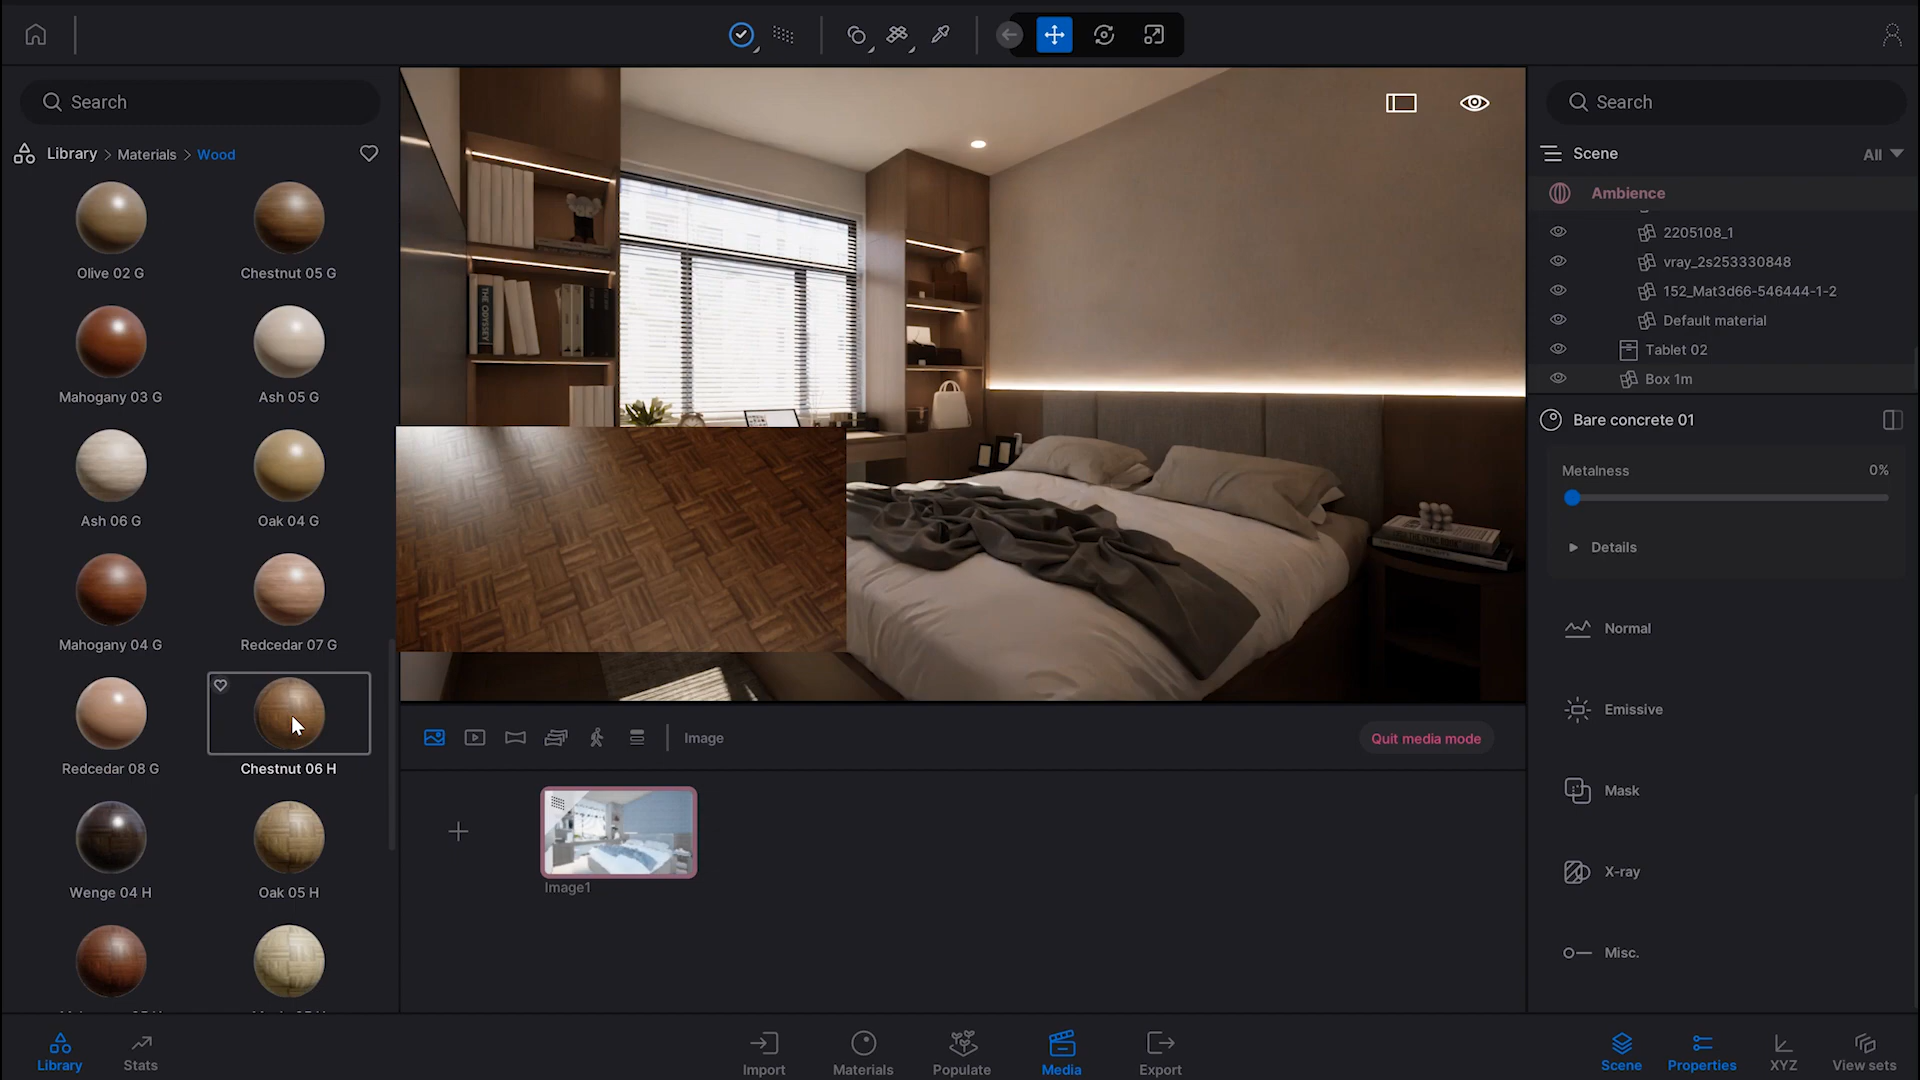 Search
Library > Materials > Wood
Olive 02 G
Chestnut 05 G
Mahogany 03 G
Ash 05 G
Ash 06 G
Oak 04 G
Mahogany 04 G
Redcedar 07 G
Redcedar 08 G
Chestnut 06 H
Wenge 04 H
Oak 05 H
THE ODYSSEY
Image
Quit media mode
Image1
Search
Scene
All
Ambience
2205108_1
vray_2s253330848
152_Mat3d66-546444-1-2
Default material
Tablet 02
Box 1m
Bare concrete 01
Metalness
0%
Details
Normal
Emissive
Mask
X-ray
Misc.
Library
Stats
Import
Materials
Populate
Media
Export
Scene
Properties
XYZ
View sets